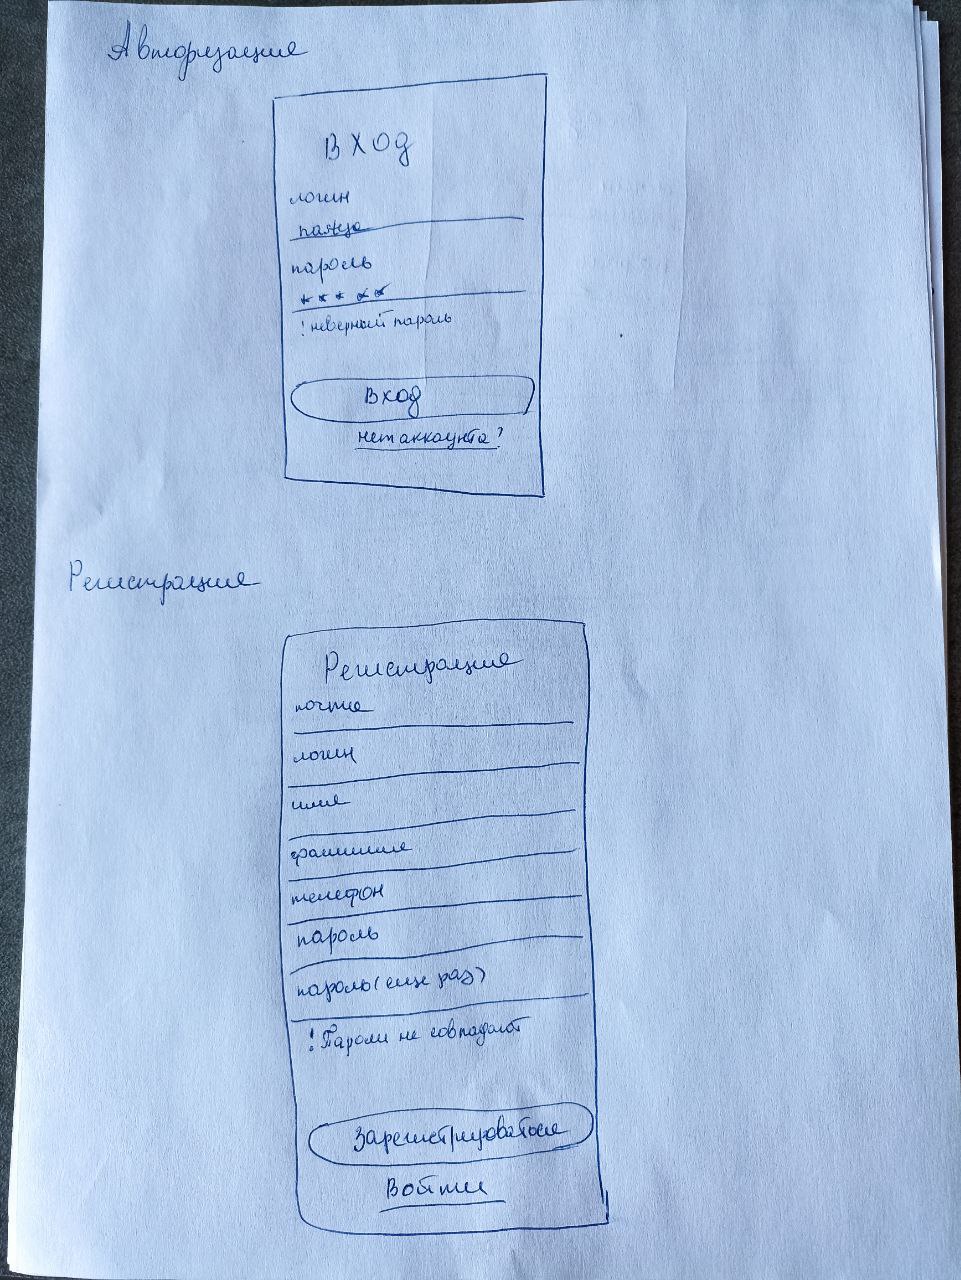 Авторизация
Вход
логин
пароль
*****
! неверный пароль
Вход
нет аккаунта?
Регистрация
Регистрация
почта
логин
имя
фамилия
телефон
пароль
пароль (еще раз)
! Пароли не совпадают
Зарегистрироваться
Войти